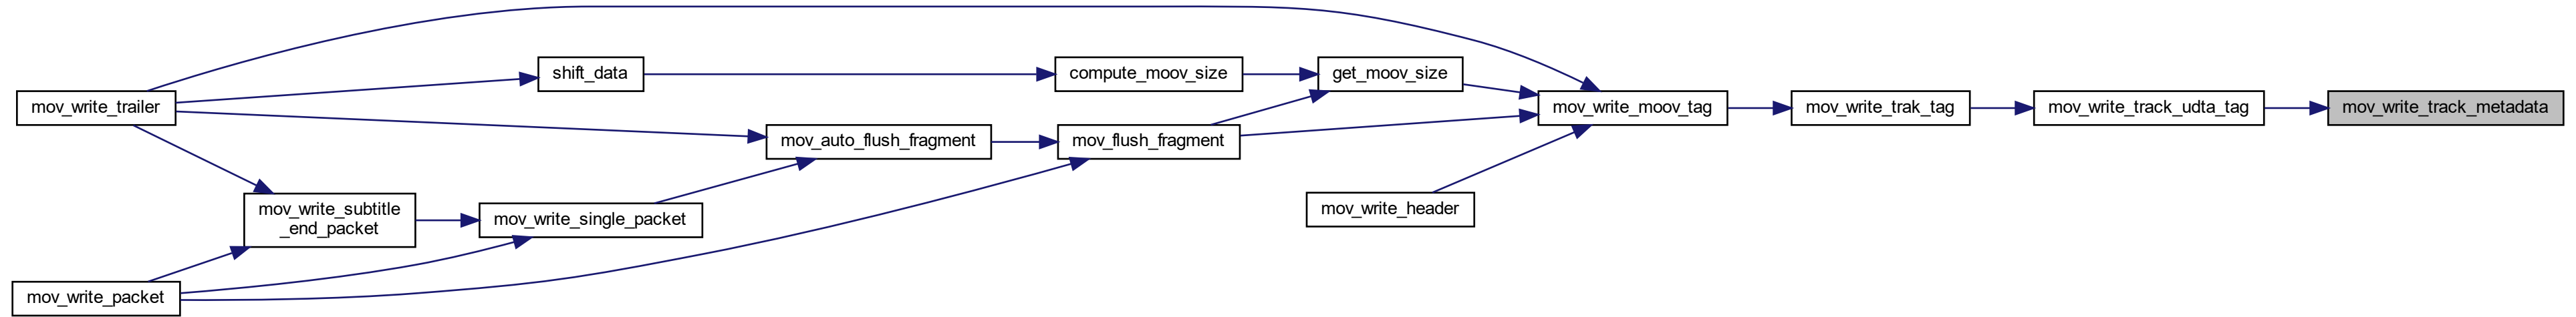 mov_write_trailer
shift_data
compute_moov_size
get_moov_size
mov_write_moov_tag
mov_write_trak_tag
mov_write_track_udta_tag
mov_write_track_metadata
mov_auto_flush_fragment
mov_flush_fragment
mov_write_subtitle
_end_packet
mov_write_single_packet
mov_write_header
mov_write_packet